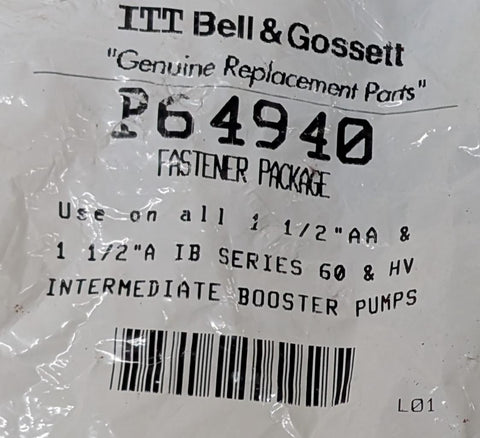 ITT Bell & Gossett
"Genuine Replacement Parts"
P64940
FASTENER PACKAGE
Use on all 1 1/2"AA &
1 1/2"A IB SERIES 60 & HV
INTERMEDIATE BOOSTER PUMPS
L01